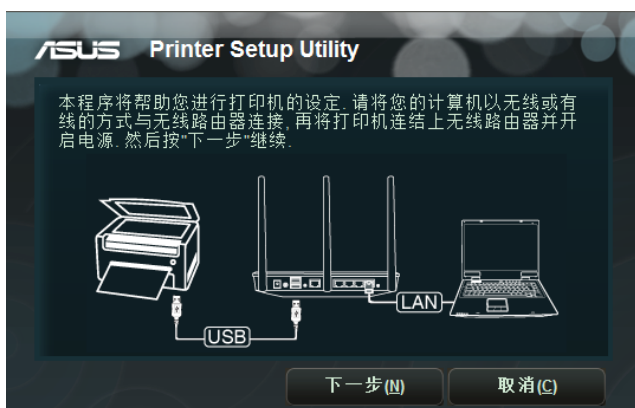 ASUS Printer Setup Utility
本程序将帮助您进行打印机的设定. 请将您的计算机以无线或有
线的方式与无线路由器连接, 再将打印机连结上无线路由器并开
启电源. 然后按"下一步"继续.
LAN
USB
下一步(N)
取消(C)